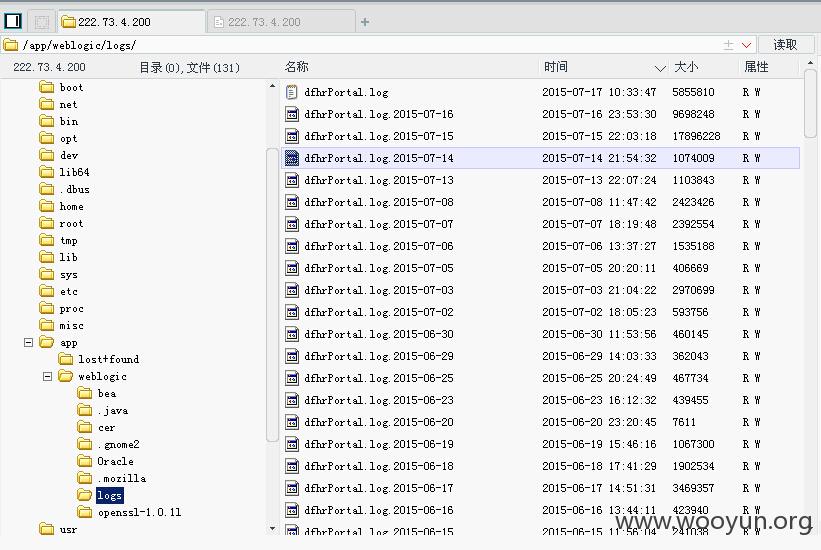 222.73.4.200
222.73.4.200
+
/app/weblogic/logs/
读取
222.73.4.200 目录(0),文件(131)
名称 时间 大小 属性
boot
net
bin
opt
dev
lib64
.dbus
home
root
tmp
lib
sys
etc
proc
misc
app
lost+found
weblogic
bea
.java
cer
.gnome2
Oracle
.mozilla
logs
openssl-1.0.1l
usr
dfhrPortal.log 2015-07-17 10:33:47 5855810 R W
dfhrPortal.log.2015-07-16 2015-07-16 23:53:30 9698248 R W
dfhrPortal.log.2015-07-15 2015-07-15 22:03:18 17896228 R W
dfhrPortal.log.2015-07-14 2015-07-14 21:54:32 1074009 R W
dfhrPortal.log.2015-07-13 2015-07-13 22:07:24 1103843 R W
dfhrPortal.log.2015-07-08 2015-07-08 11:47:42 2423426 R W
dfhrPortal.log.2015-07-07 2015-07-07 18:19:48 2392554 R W
dfhrPortal.log.2015-07-06 2015-07-06 13:37:27 1535188 R W
dfhrPortal.log.2015-07-05 2015-07-05 20:20:11 406669 R W
dfhrPortal.log.2015-07-03 2015-07-03 21:04:22 2970699 R W
dfhrPortal.log.2015-07-02 2015-07-02 18:05:23 593756 R W
dfhrPortal.log.2015-06-30 2015-06-30 11:53:56 460145 R W
dfhrPortal.log.2015-06-29 2015-06-29 14:03:33 362043 R W
dfhrPortal.log.2015-06-25 2015-06-25 20:24:49 467734 R W
dfhrPortal.log.2015-06-23 2015-06-23 16:12:32 439455 R W
dfhrPortal.log.2015-06-20 2015-06-20 23:20:45 7611 R W
dfhrPortal.log.2015-06-19 2015-06-19 15:46:16 1067300 R W
dfhrPortal.log.2015-06-18 2015-06-18 17:41:29 1902534 R W
dfhrPortal.log.2015-06-17 2015-06-17 14:51:31 3469357 R W
dfhrPortal.log.2015-06-16 2015-06-16 13:44:11 423940 R W
dfhrPortal.log.2015-06-15 2015-06-15 11:56:04 241038 R W
www.wooyun.org